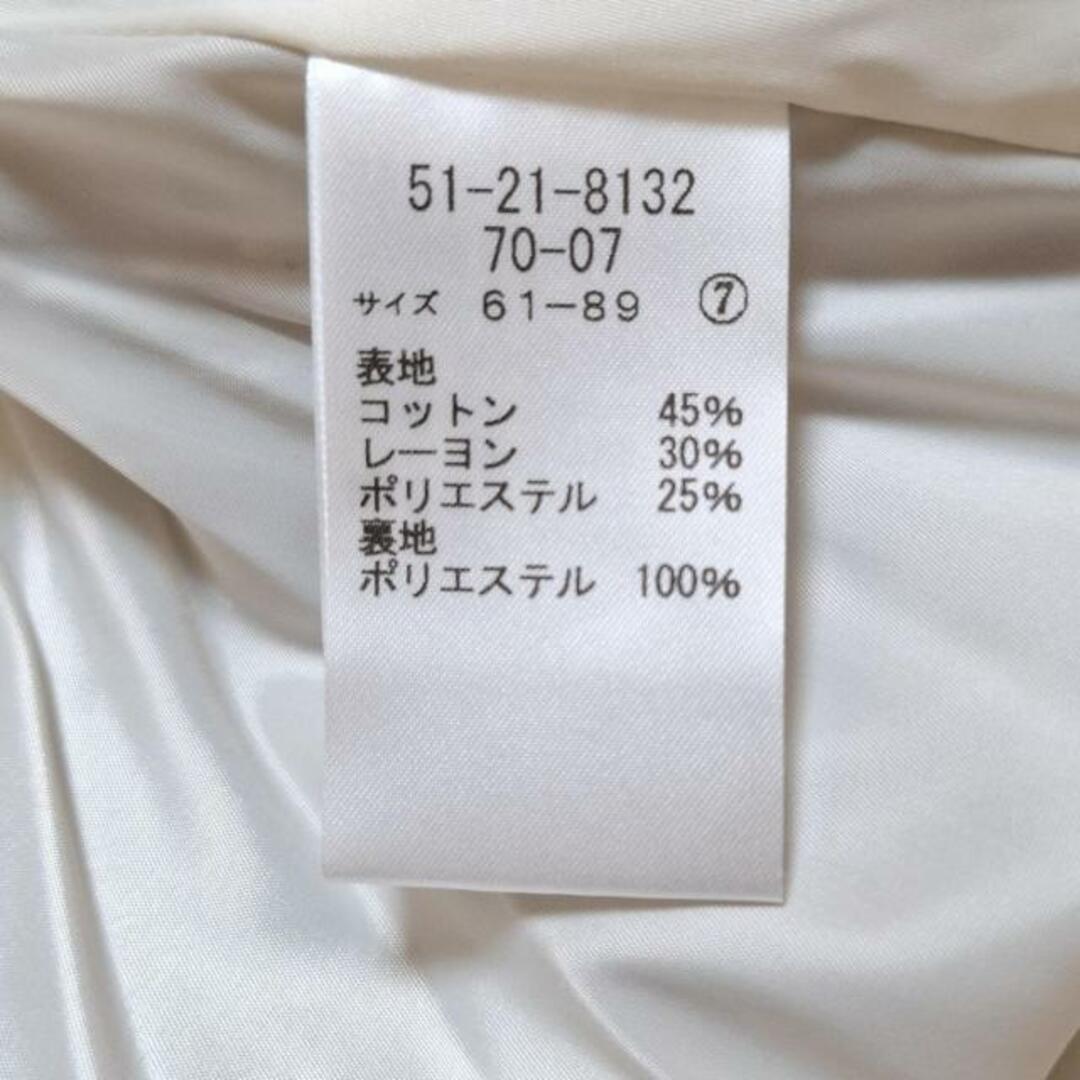 51-21-8132
70-07
サイズ 61-89 ⑦
表地
コットン 45%
レーヨン 30%
ポリエステル 25%
裏地
ポリエステル 100%